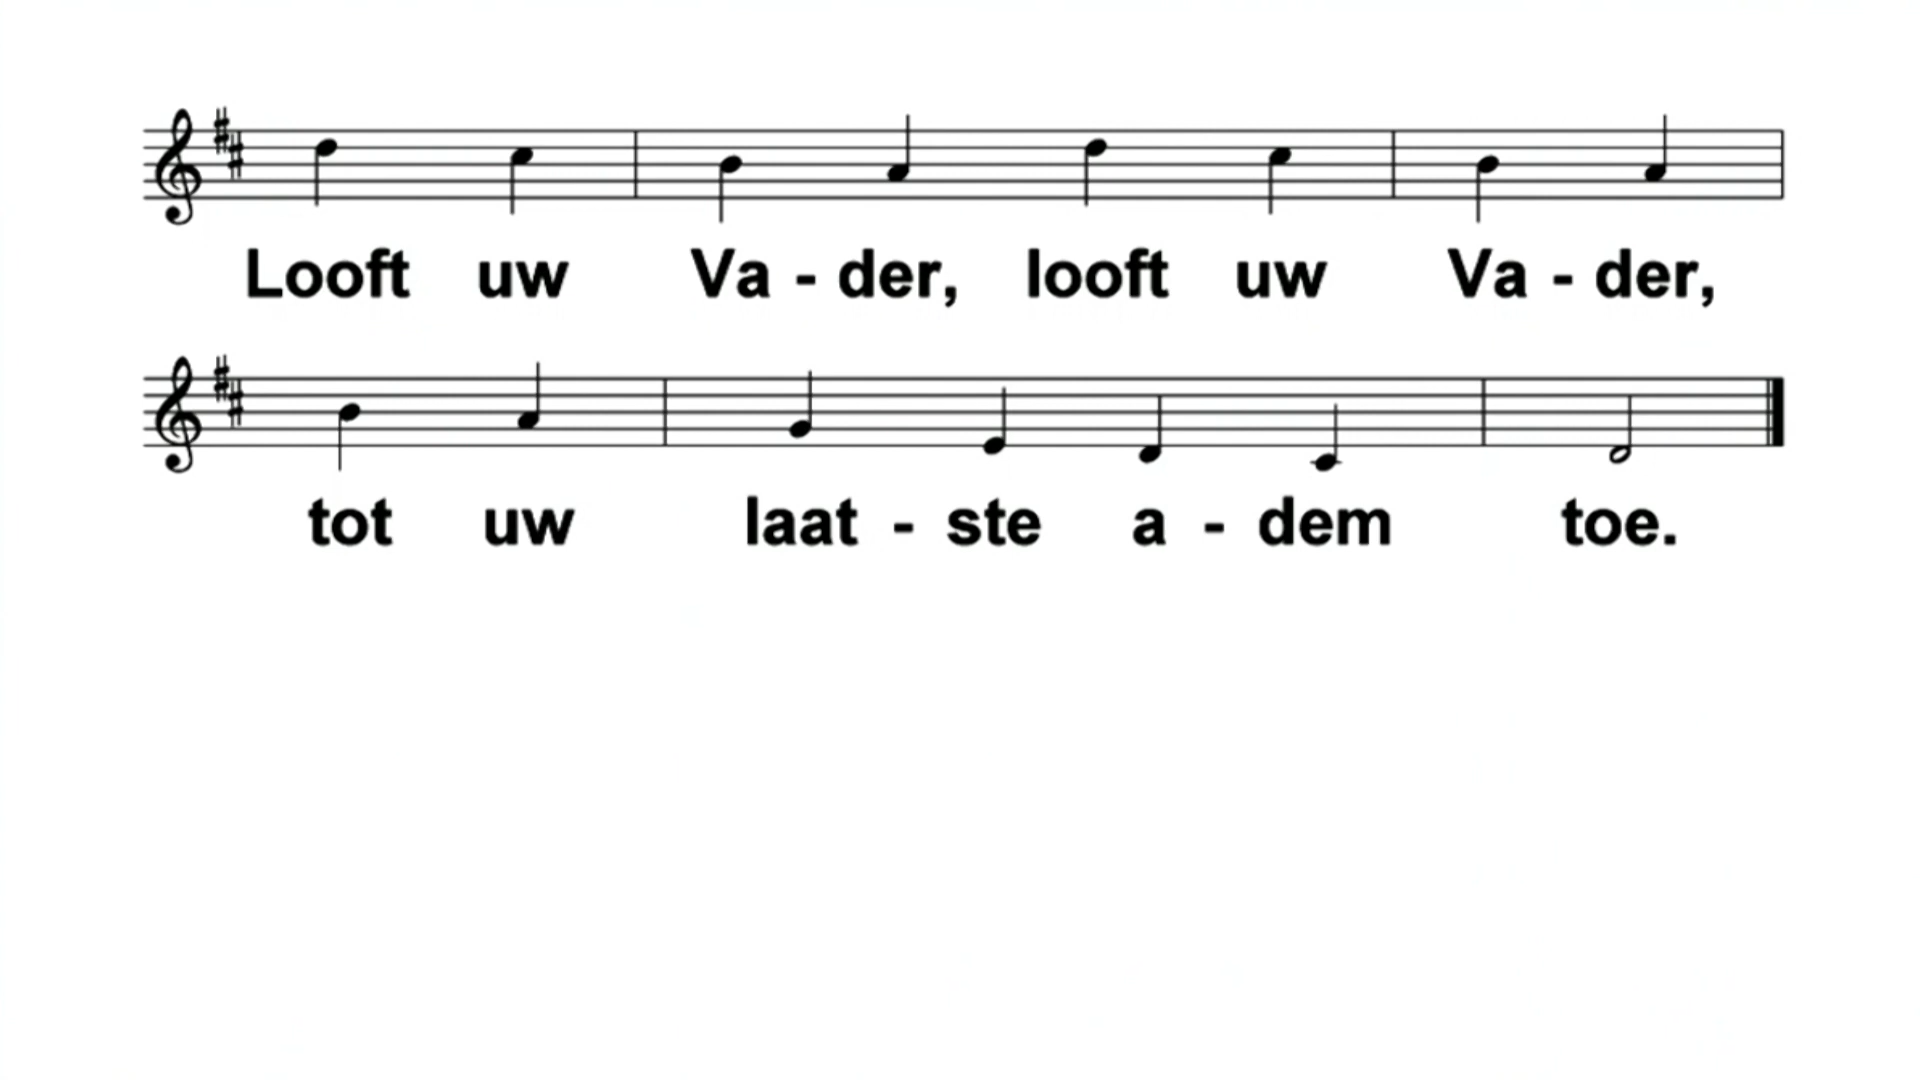 Looft uw Va - der, looft uw Va - der,
tot uw laat - ste a - dem toe.